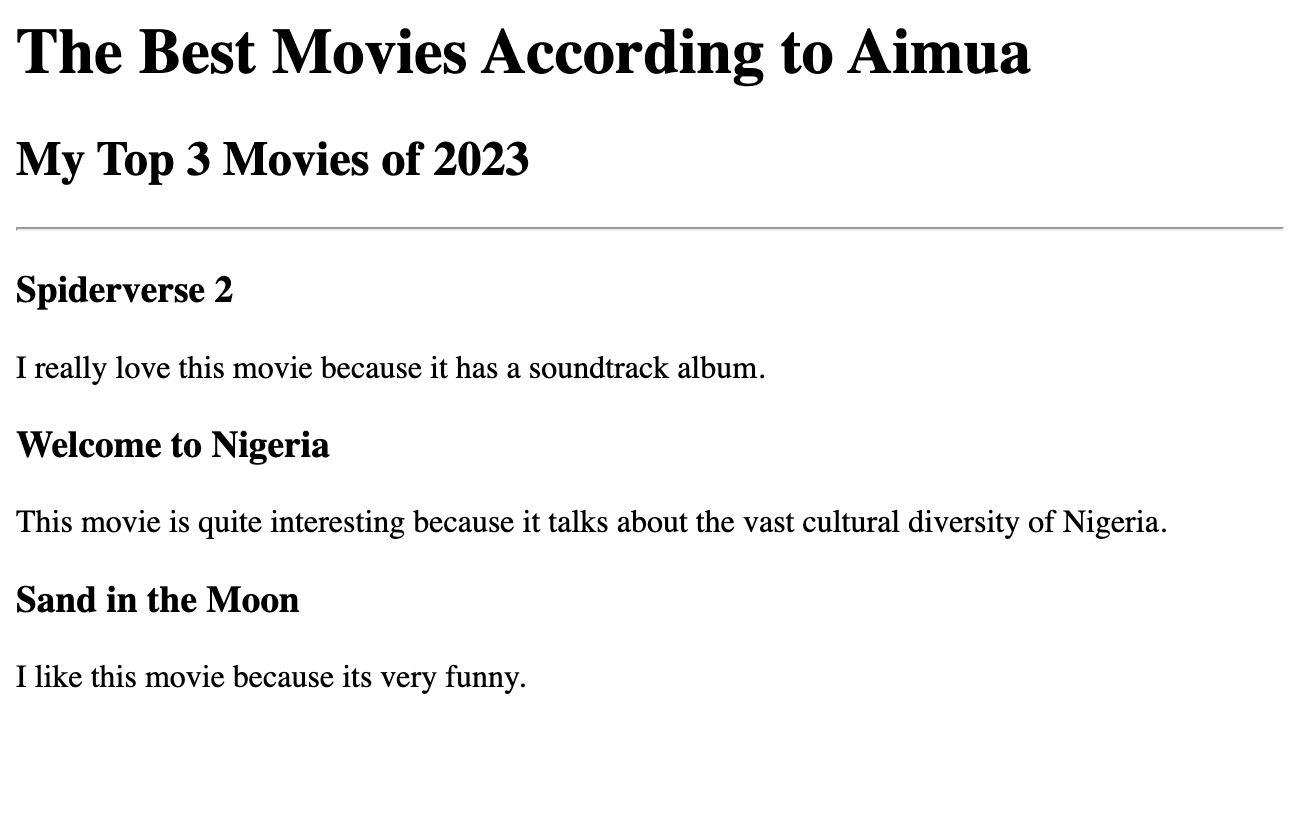 The Best Movies According to Aimua
My Top 3 Movies of 2023
Spiderverse 2
I really love this movie because it has a soundtrack album.
Welcome to Nigeria
This movie is quite interesting because it talks about the vast cultural diversity of Nigeria.
Sand in the Moon
I like this movie because its very funny.